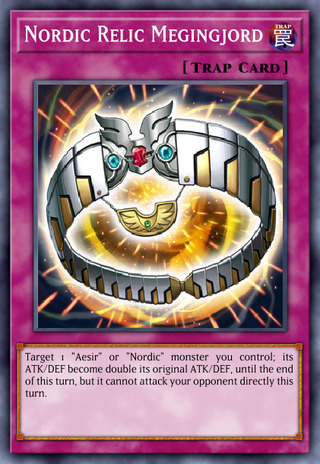 Nordic Relic Megingjord
TRAP
罠
[Trap Card]
Target 1 "Aesir" or "Nordic" monster you control; its
ATK/DEF become double its original ATK/DEF, until the end
of this turn, but it cannot attack your opponent directly this
turn.